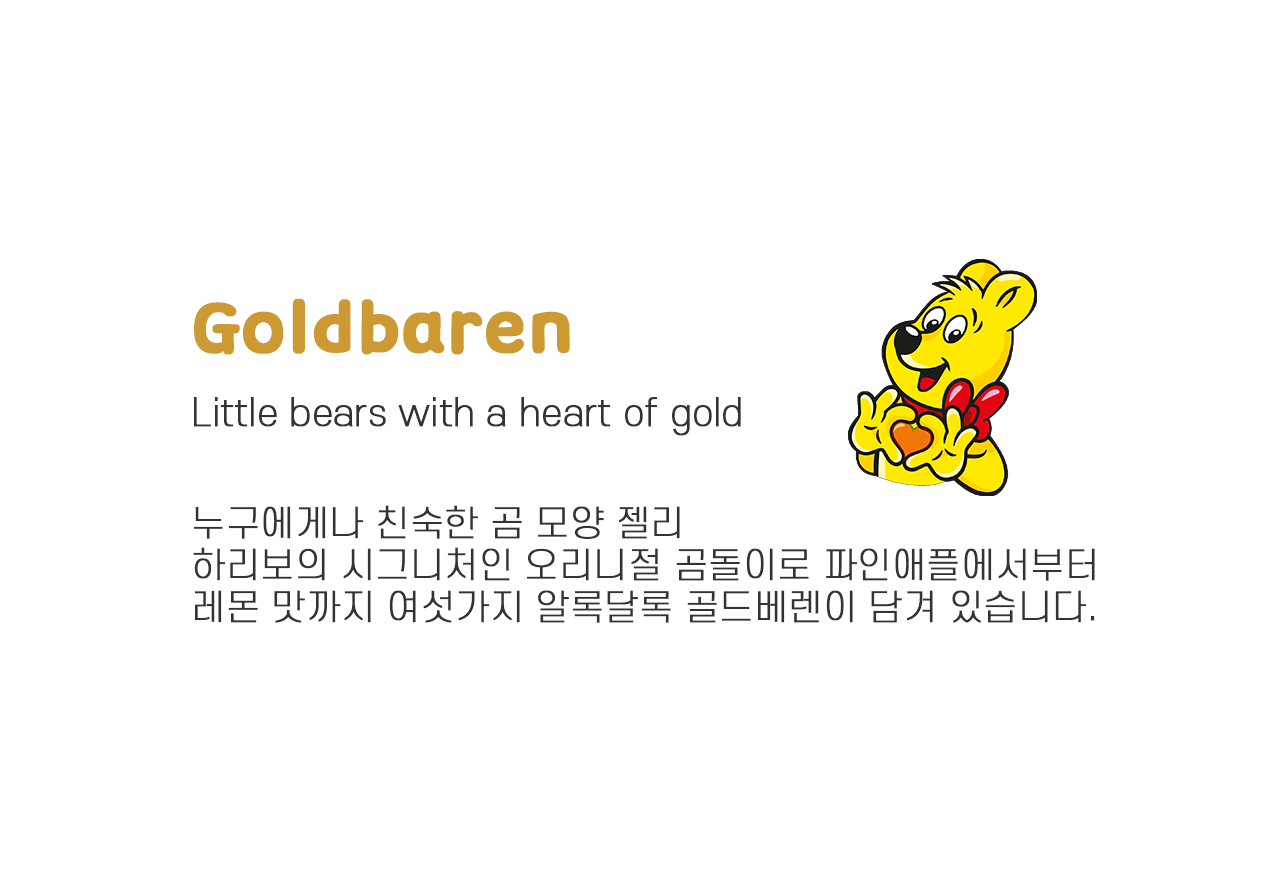 Goldbaren
Little bears with a heart of gold
누구에게나 친숙한 곰 모양 젤리
하리보의 시그니처인 오리니절 곰돌이로 파인애플에서부터
레몬 맛까지 여섯가지 알록달록 골드베렌이 담겨 있습니다.